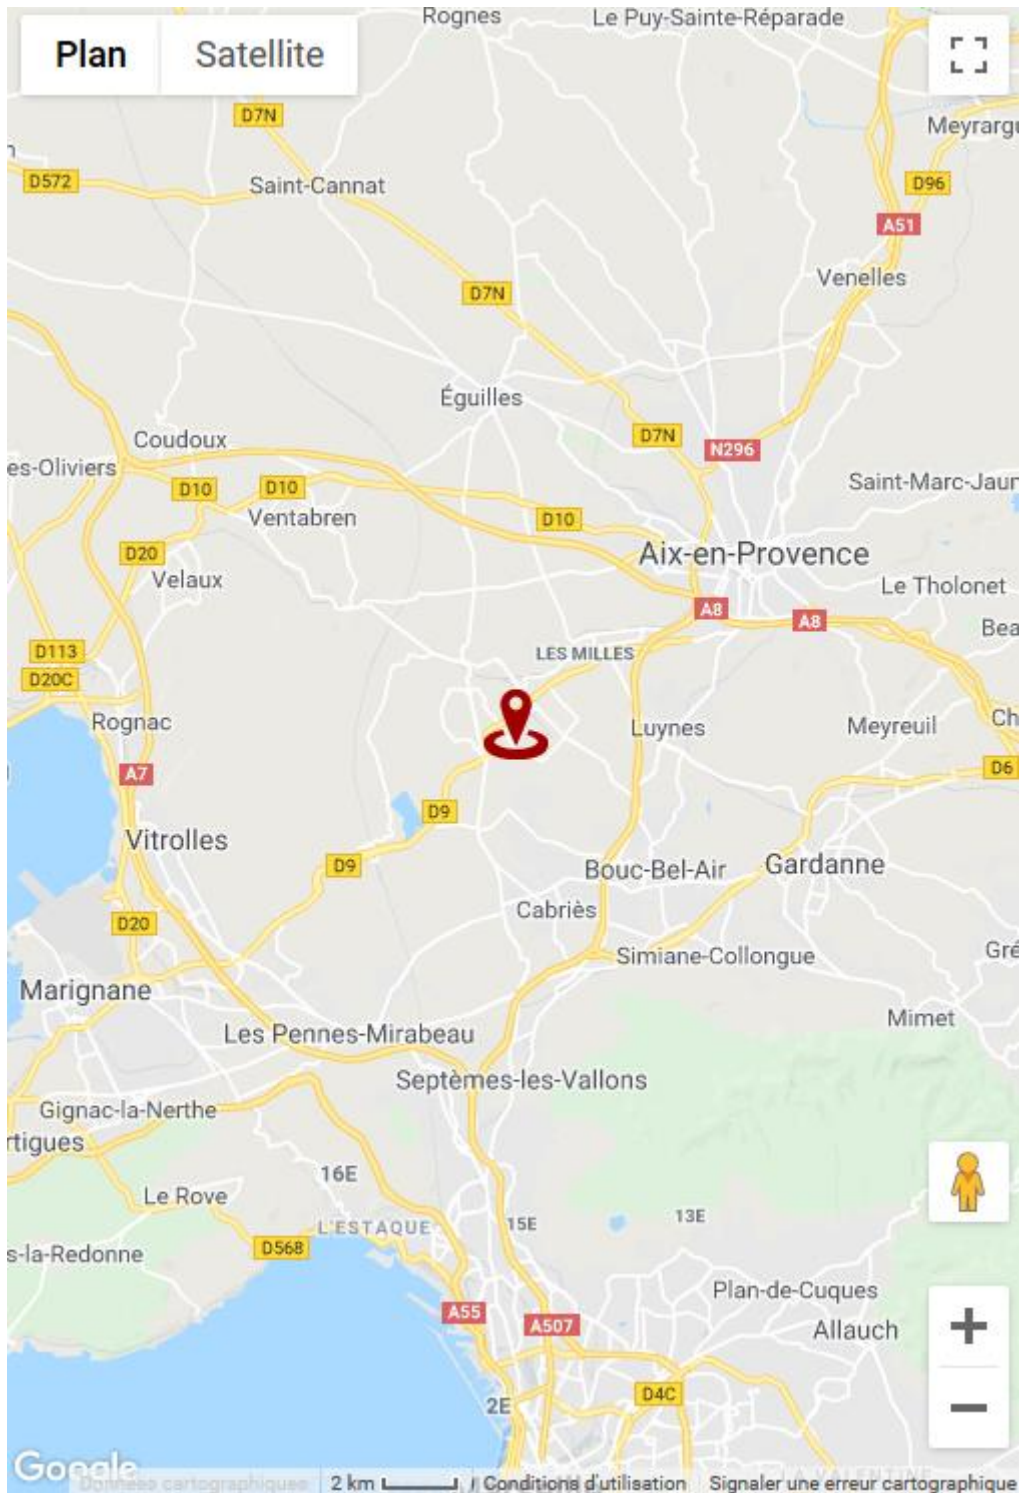 Rognes
Le Puy-Sainte-Réparade
Plan
Satellite
D7N
Meyrargu
D572
Saint-Cannat
D96
A51
Venelles
D7N
Éguilles
Coudoux
D7N
N296
es-Oliviers
D10
D10
Saint-Marc-Jaun
Ventabren
D10
D20
Aix-en-Provence
Velaux
Le Tholonet
A8
A8
Bea
D113
LES MILLES
D20C
Rognac
Luynes
Meyreuil
Ch
A7
D6
D9
Vitrolles
D9
Bouc-Bel-Air
Gardanne
Cabriès
D20
Simiane-Collongue
Gré
Marignane
Mimet
Les Pennes-Mirabeau
Septèmes-les-Vallons
Gignac-la-Nerthe
rtigues
16E
Le Rove
L'ESTAQUE
15E
13E
D568
s-la-Redonne
Plan-de-Cuques
A55
A507
Allauch
D4C
2E
Google
Données cartographiques
2 km
Conditions d'utilisation
Signaler une erreur cartographique